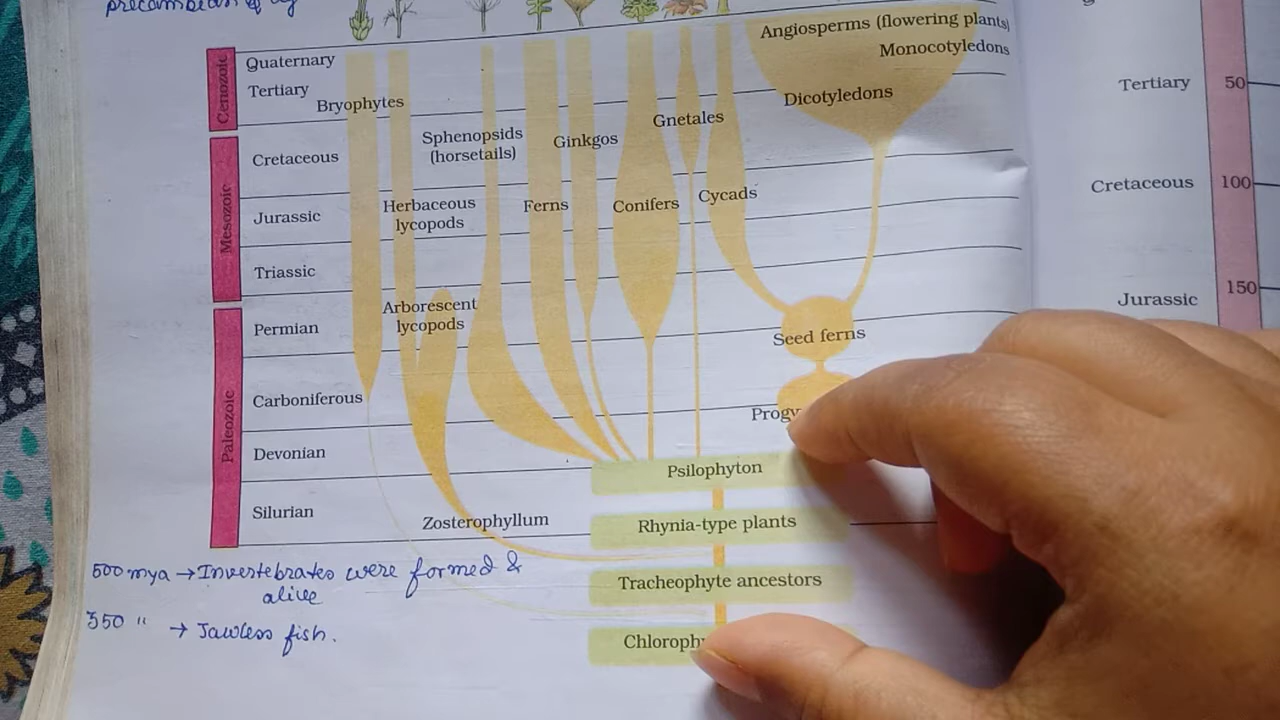 Angiosperms (flowering plants)
Monocotyledons
Dicotyledons
Cenozoic
Quaternary
Tertiary
Bryophytes
Gnetales
Mesozoic
Cretaceous
Sphenopsids
(horsetails)
Ginkgos
Jurassic
Herbaceous
lycopods
Ferns
Conifers
Cycads
Triassic
Paleozoic
Permian
Arborescent
lycopods
Seed ferns
Carboniferous
Progy
Devonian
Psilophyton
Silurian
Zosterophyllum
Rhynia-type plants
Tracheophyte ancestors
Chloroph
500 mya → Invertebrates were formed &
alive
350 " → Jawless fish.
Tertiary
50
Cretaceous
100
Jurassic
150